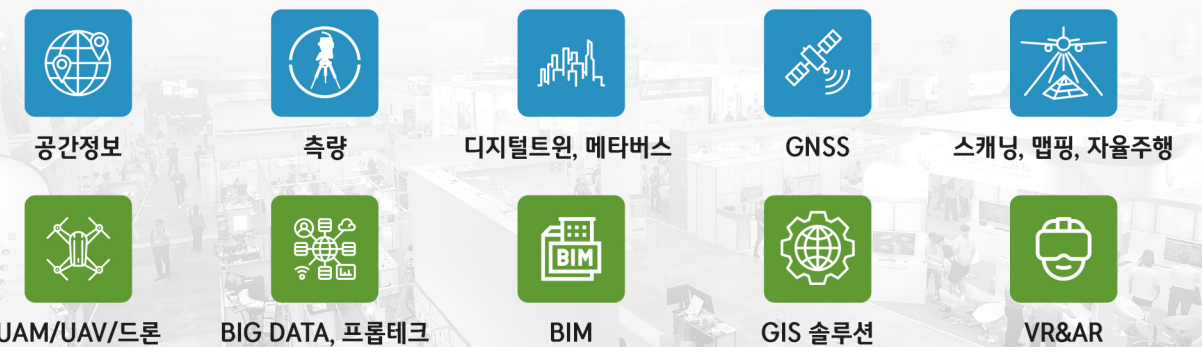 공간정보
측량
디지털트윈, 메타버스
GNSS
스캐닝, 맵핑, 자율주행
BIM
UAM/UAV/드론
BIG DATA, 프롭테크
BIM
GIS 솔루션
VR&AR